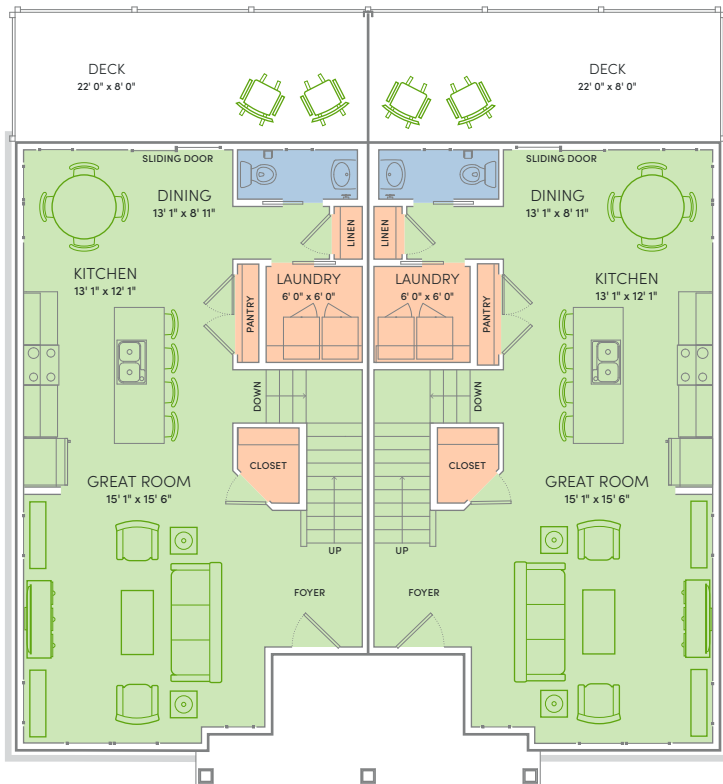 DECK
22' 0" x 8' 0"
DECK
22' 0" x 8' 0"
SLIDING DOOR
DINING
13' 1" x 8' 11"
SLIDING DOOR
DINING
13' 1" x 8' 11"
LINEN
LINEN
KITCHEN
13' 1" x 12' 1"
LAUNDRY
6' 0" x 6' 0"
LAUNDRY
6' 0" x 6' 0"
KITCHEN
13' 1" x 12' 1"
PANTRY
PANTRY
DOWN
DOWN
CLOSET
CLOSET
GREAT ROOM
15' 1" x 15' 6"
GREAT ROOM
15' 1" x 15' 6"
UP
UP
FOYER
FOYER